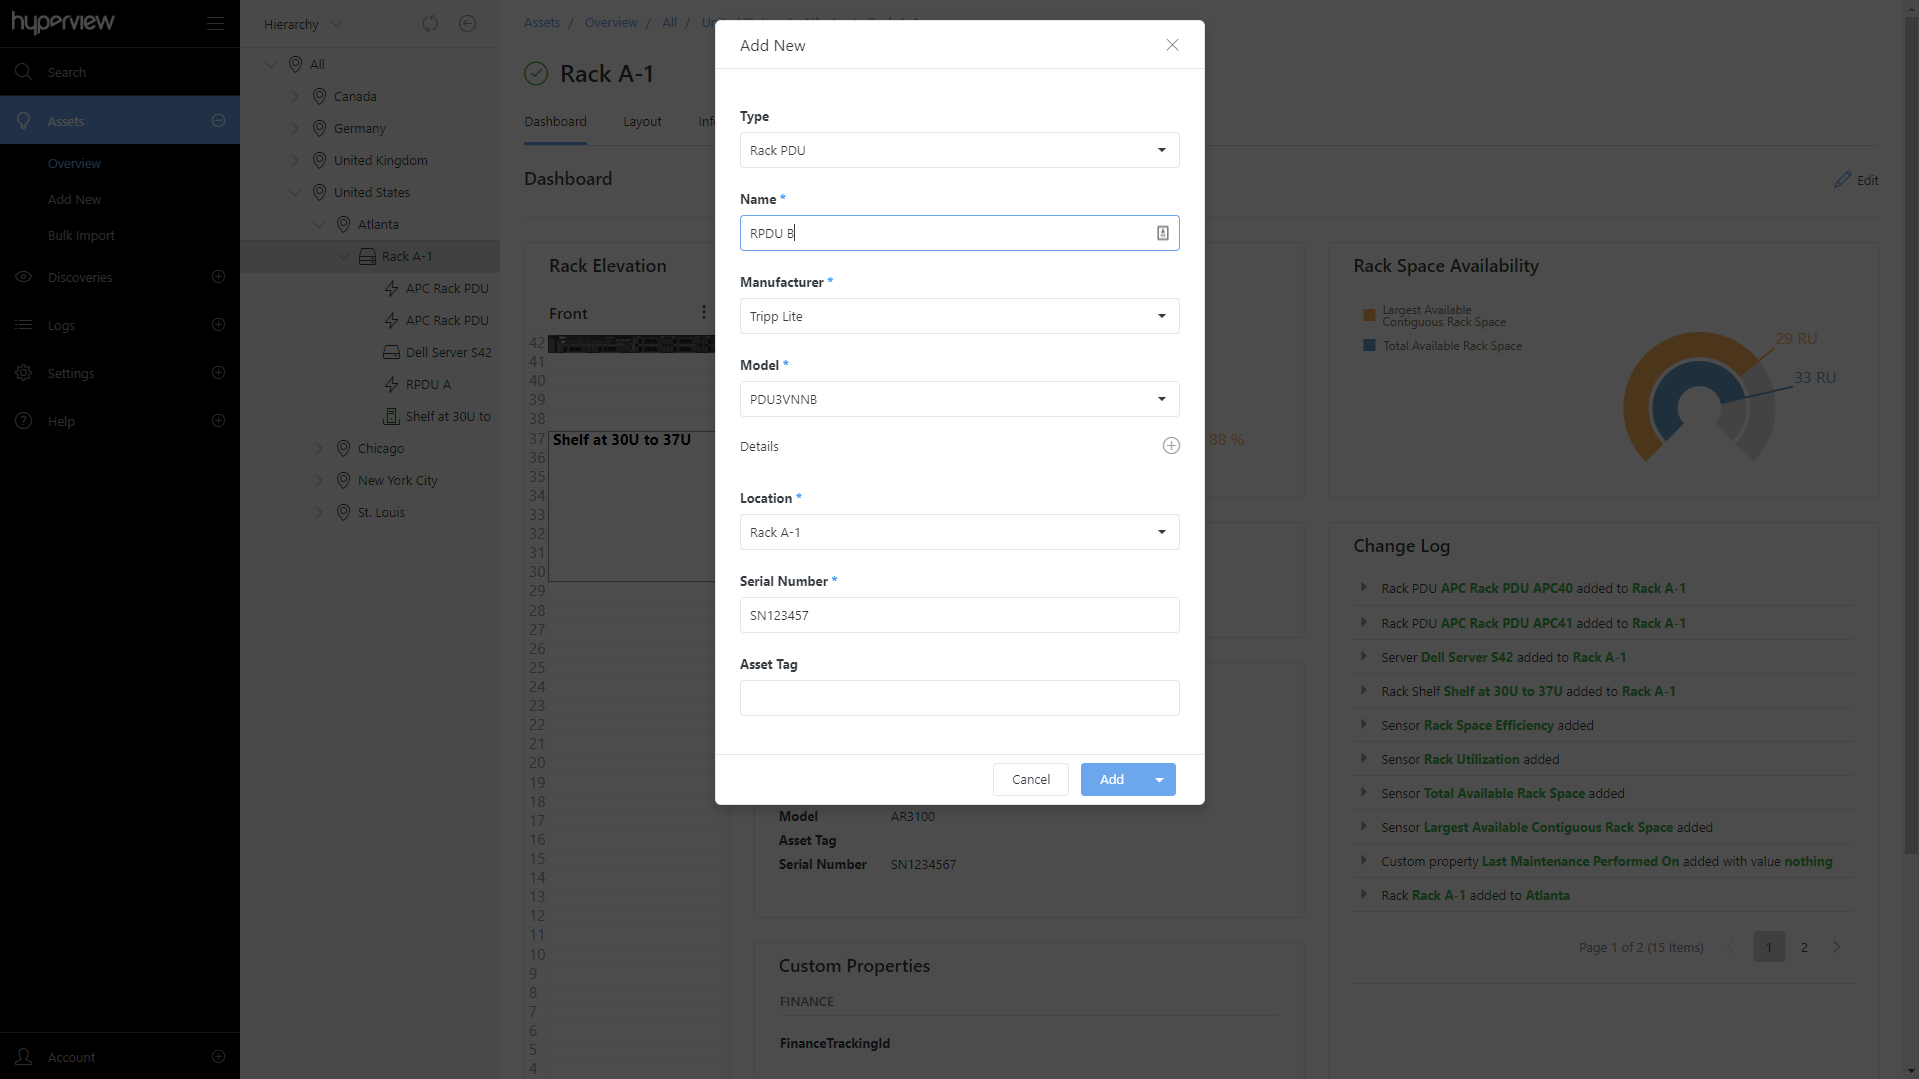 hyperview
Search
Assets
Overview
Add New
Bulk Import
Discoveries
Logs
Settings
Help
Account
Hierarchy
All
Canada
Germany
United Kingdom
United States
Atlanta
Rack A-1
APC Rack PDU
APC Rack PDU
Dell Server S42
RPDU A
Shelf at 30U to
Chicago
New York City
St. Louis
Assets / Overview / All /
Rack A-1
Dashboard
Layout
Dashboard
Edit
Rack Elevation
Front
42
41
40
39
38
37
Shelf at 30U to 37U
36
35
34
33
32
31
30
29
28
27
26
25
24
23
22
21
20
19
18
17
16
15
14
13
12
11
10
9
8
7
6
5
4
Add New
Type
Rack PDU
Name *
RPDU B
Manufacturer *
Tripp Lite
Model *
PDU3VNNB
Details
Location *
Rack A-1
Serial Number *
SN123457
Asset Tag
Cancel
Add
88 %
Model AR3100
Asset Tag
Serial Number SN1234567
Custom Properties
FINANCE
FinanceTrackingId
Rack Space Availability
Largest Available
Contiguous Rack Space
Total Available Rack Space
29 RU
33 RU
Change Log
Rack PDU APC Rack PDU APC40 added to Rack A-1
Rack PDU APC Rack PDU APC41 added to Rack A-1
Server Dell Server S42 added to Rack A-1
Rack Shelf Shelf at 30U to 37U added to Rack A-1
Sensor Rack Space Efficiency added
Sensor Rack Utilization added
Sensor Total Available Rack Space added
Sensor Largest Available Contiguous Rack Space added
Custom property Last Maintenance Performed On added with value nothing
Rack Rack A-1 added to Atlanta
Page 1 of 2 (15 Items)
1
2